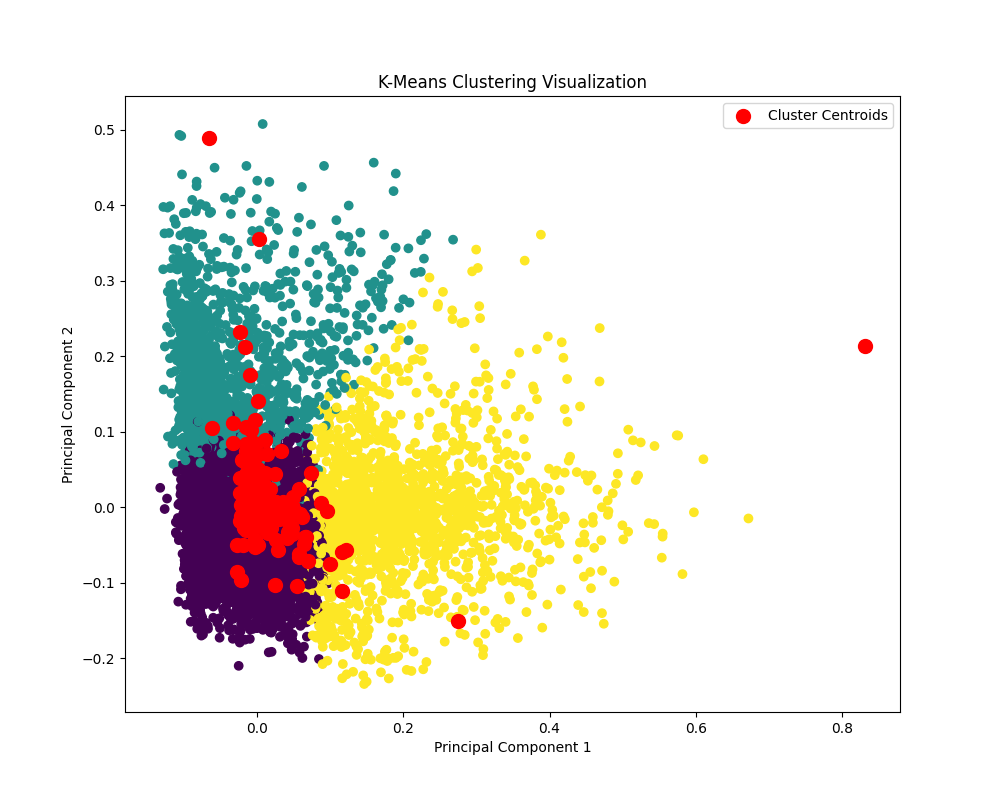 K-Means Clustering Visualization
Cluster Centroids
0.5
0.4
0.3
0.2
0.1
0.0
−0.1
−0.2
Principal Component 2
0.0 0.2 0.4 0.6 0.8
Principal Component 1